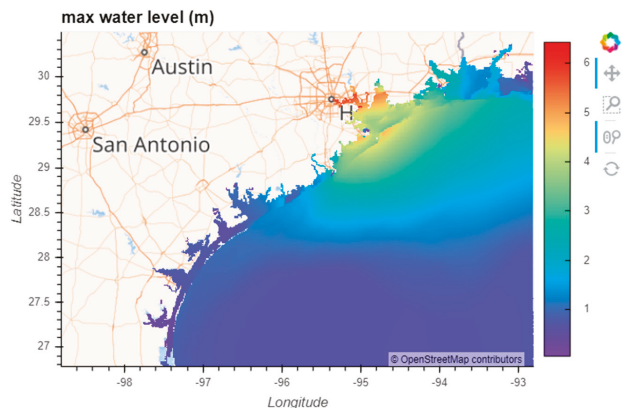 max water level (m)
Austin
San Antonio
H
30
29.5
29
28.5
28
27.5
27
Latitude
-98
-97
-96
-95
-94
-93
Longitude
6
5
4
3
2
1
© OpenStreetMap contributors